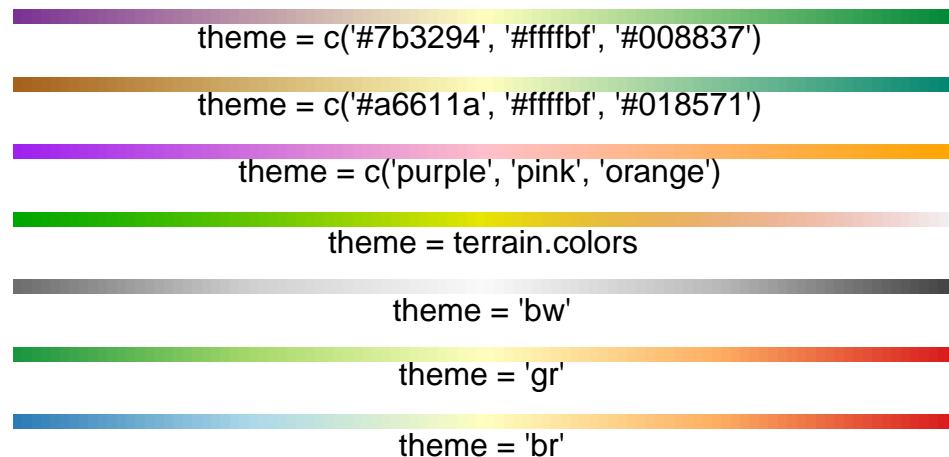 theme = c('#7b3294', '#ffffbf', '#008837')
theme = c('#a6611a', '#ffffbf', '#018571')
theme = c('purple', 'pink', 'orange')
theme = terrain.colors
theme = 'bw'
theme = 'gr'
theme = 'br'